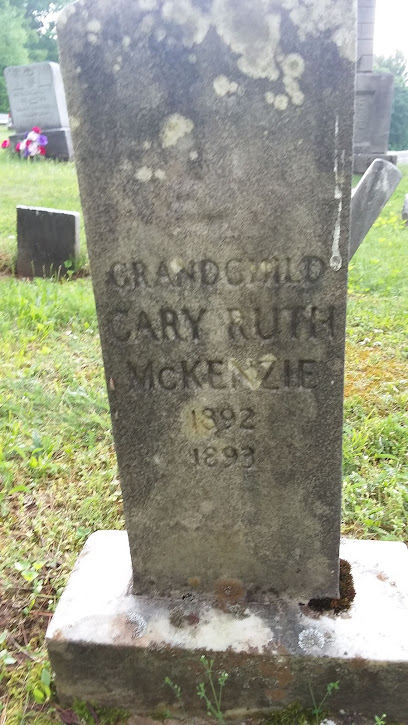 GRANDCHILD
CARY RUTH
McKENZIE
1892
1893